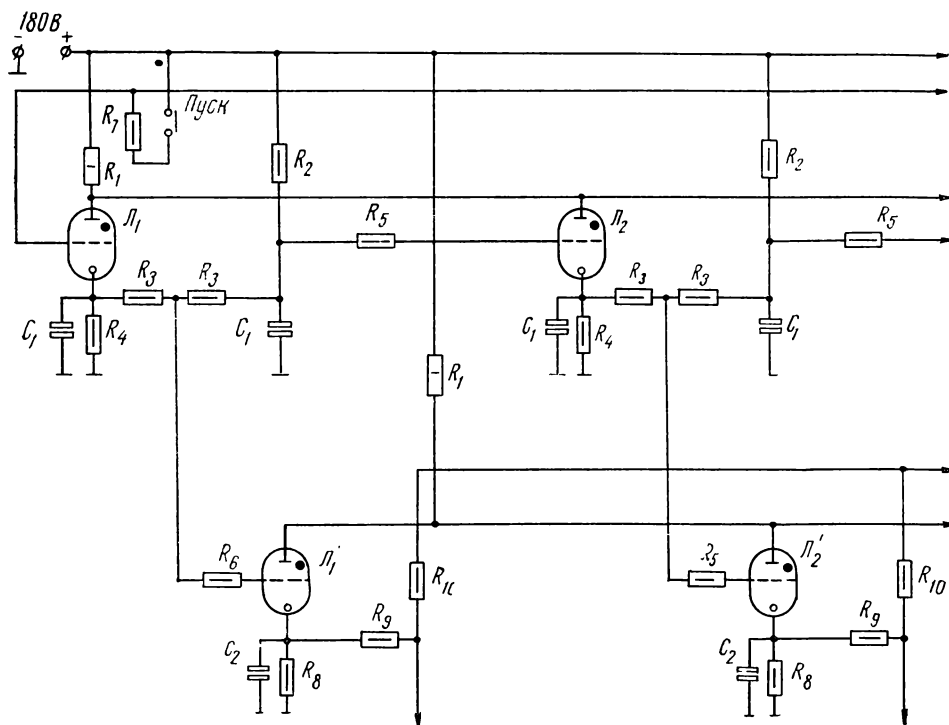 180В
- +
R7 Пуск
R1 R2 R2
Л1 R5 Л2 R5
R3 R3 R3 R3
C1 R4 C1 C1 R4 C1
R1
R6 Л1' R10 R5 Л2' R10
R9 R9
C2 R8 C2 R8